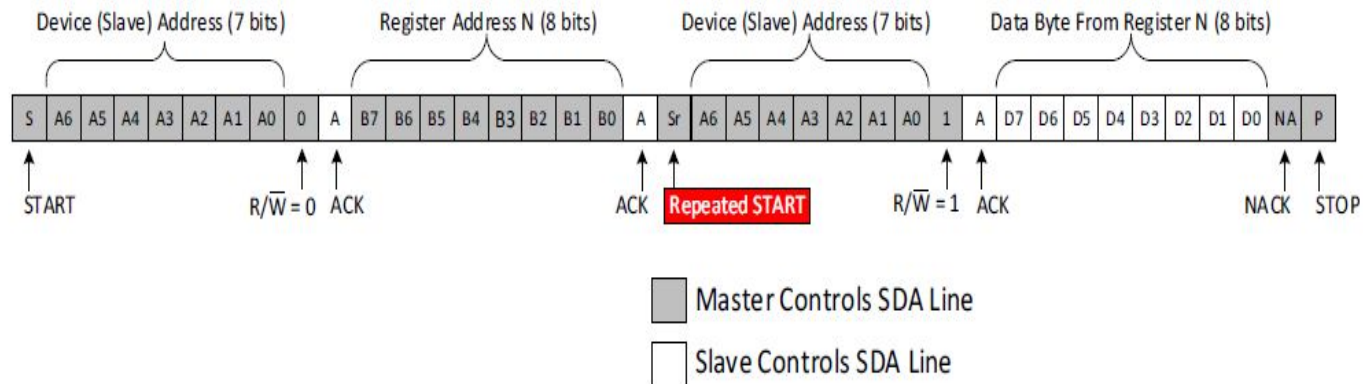 Device (Slave) Address (7 bits) Register Address N (8 bits) Device (Slave) Address (7 bits) Data Byte From Register N (8 bits)
S A6 A5 A4 A3 A2 A1 A0 0 A B7 B6 B5 B4 B3 B2 B1 B0 A Sr A6 A5 A4 A3 A2 A1 A0 1 A D7 D6 D5 D4 D3 D2 D1 D0 NA P
START R/W̅ = 0 ACK ACK Repeated START R/W̅ = 1 ACK NACK STOP
Master Controls SDA Line
Slave Controls SDA Line